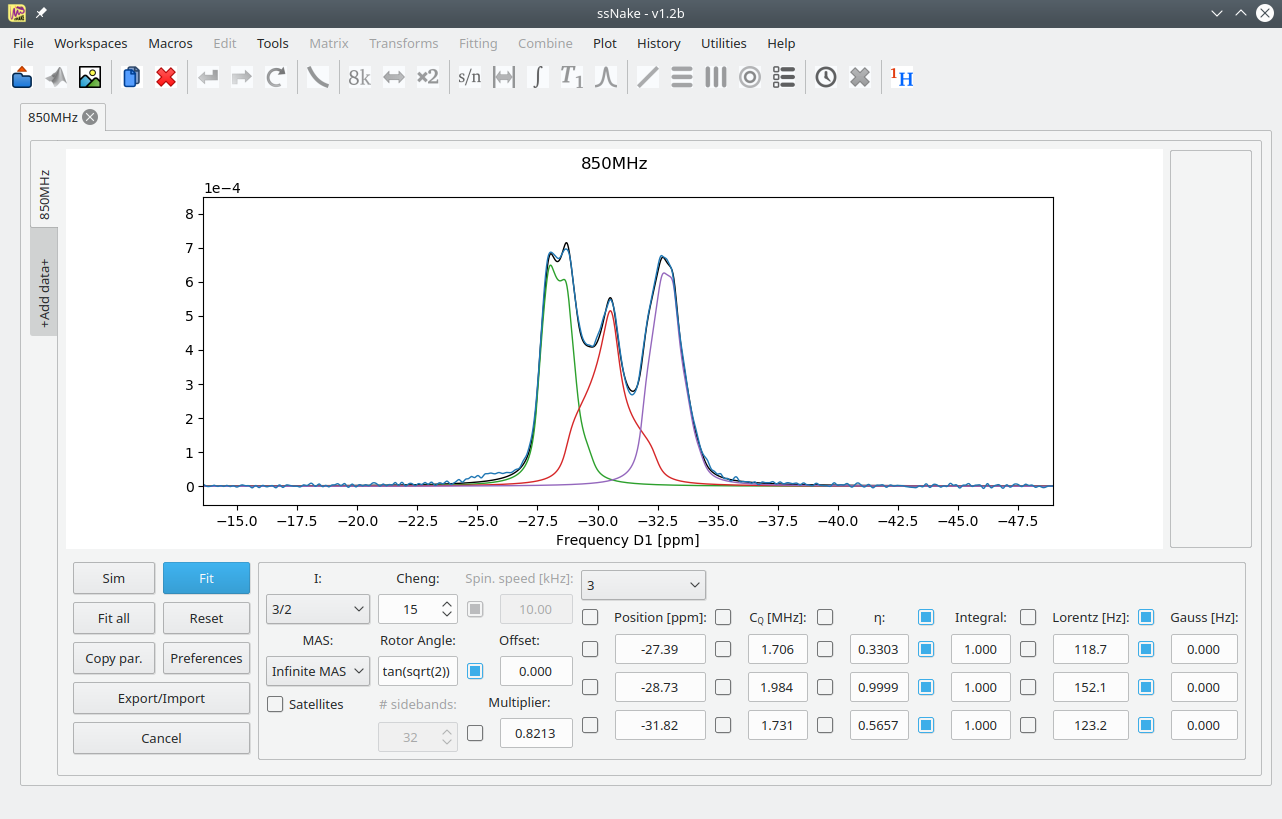 ssNake - v1.2b
File Workspaces Macros Edit Tools Matrix Transforms Fitting Combine Plot History Utilities Help
8k ×2 s/n ∫ T₁ ¹H
850MHz
850MHz
+Add data+
850MHz
1e−4
8
7
6
5
4
3
2
1
0
−15.0 −17.5 −20.0 −22.5 −25.0 −27.5 −30.0 −32.5 −35.0 −37.5 −40.0 −42.5 −45.0 −47.5
Frequency D1 [ppm]
Sim Fit
Fit all Reset
Copy par. Preferences
Export/Import
Cancel
I: Cheng: Spin. speed [kHz]:
3/2 15 10.00
MAS: Rotor Angle: Offset:
Infinite MAS tan(sqrt(2)) 0.000
Satellites # sidebands: Multiplier:
32 0.8213
3
Position [ppm]: C_Q [MHz]: η: Integral: Lorentz [Hz]: Gauss [Hz]:
-27.39 1.706 0.3303 1.000 118.7 0.000
-28.73 1.984 0.9999 1.000 152.1 0.000
-31.82 1.731 0.5657 1.000 123.2 0.000